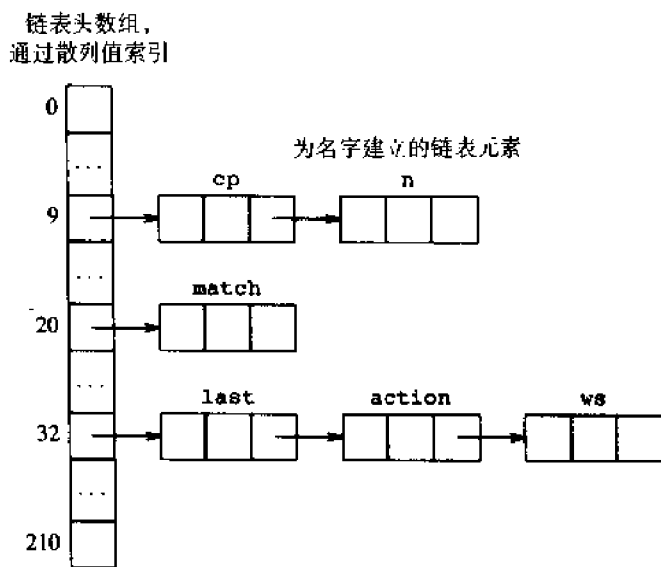 链表头数组，
通过散列值索引
0
...
为名字建立的链表元素
cp
n
9
...
match
20
...
last
action
ws
32
...
210